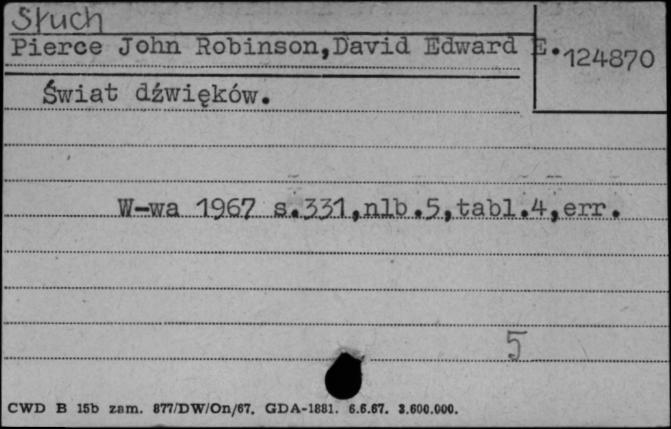 Słuch
Pierce John Robinson,David Edward E.
124870
Świat dźwięków.
W-wa 1967 s.331,nlb.5,tabl.4,err.
5
CWD B 15b zam. 877/DW/On/67. GDA-1881. 6.6.67. 3.600.000.